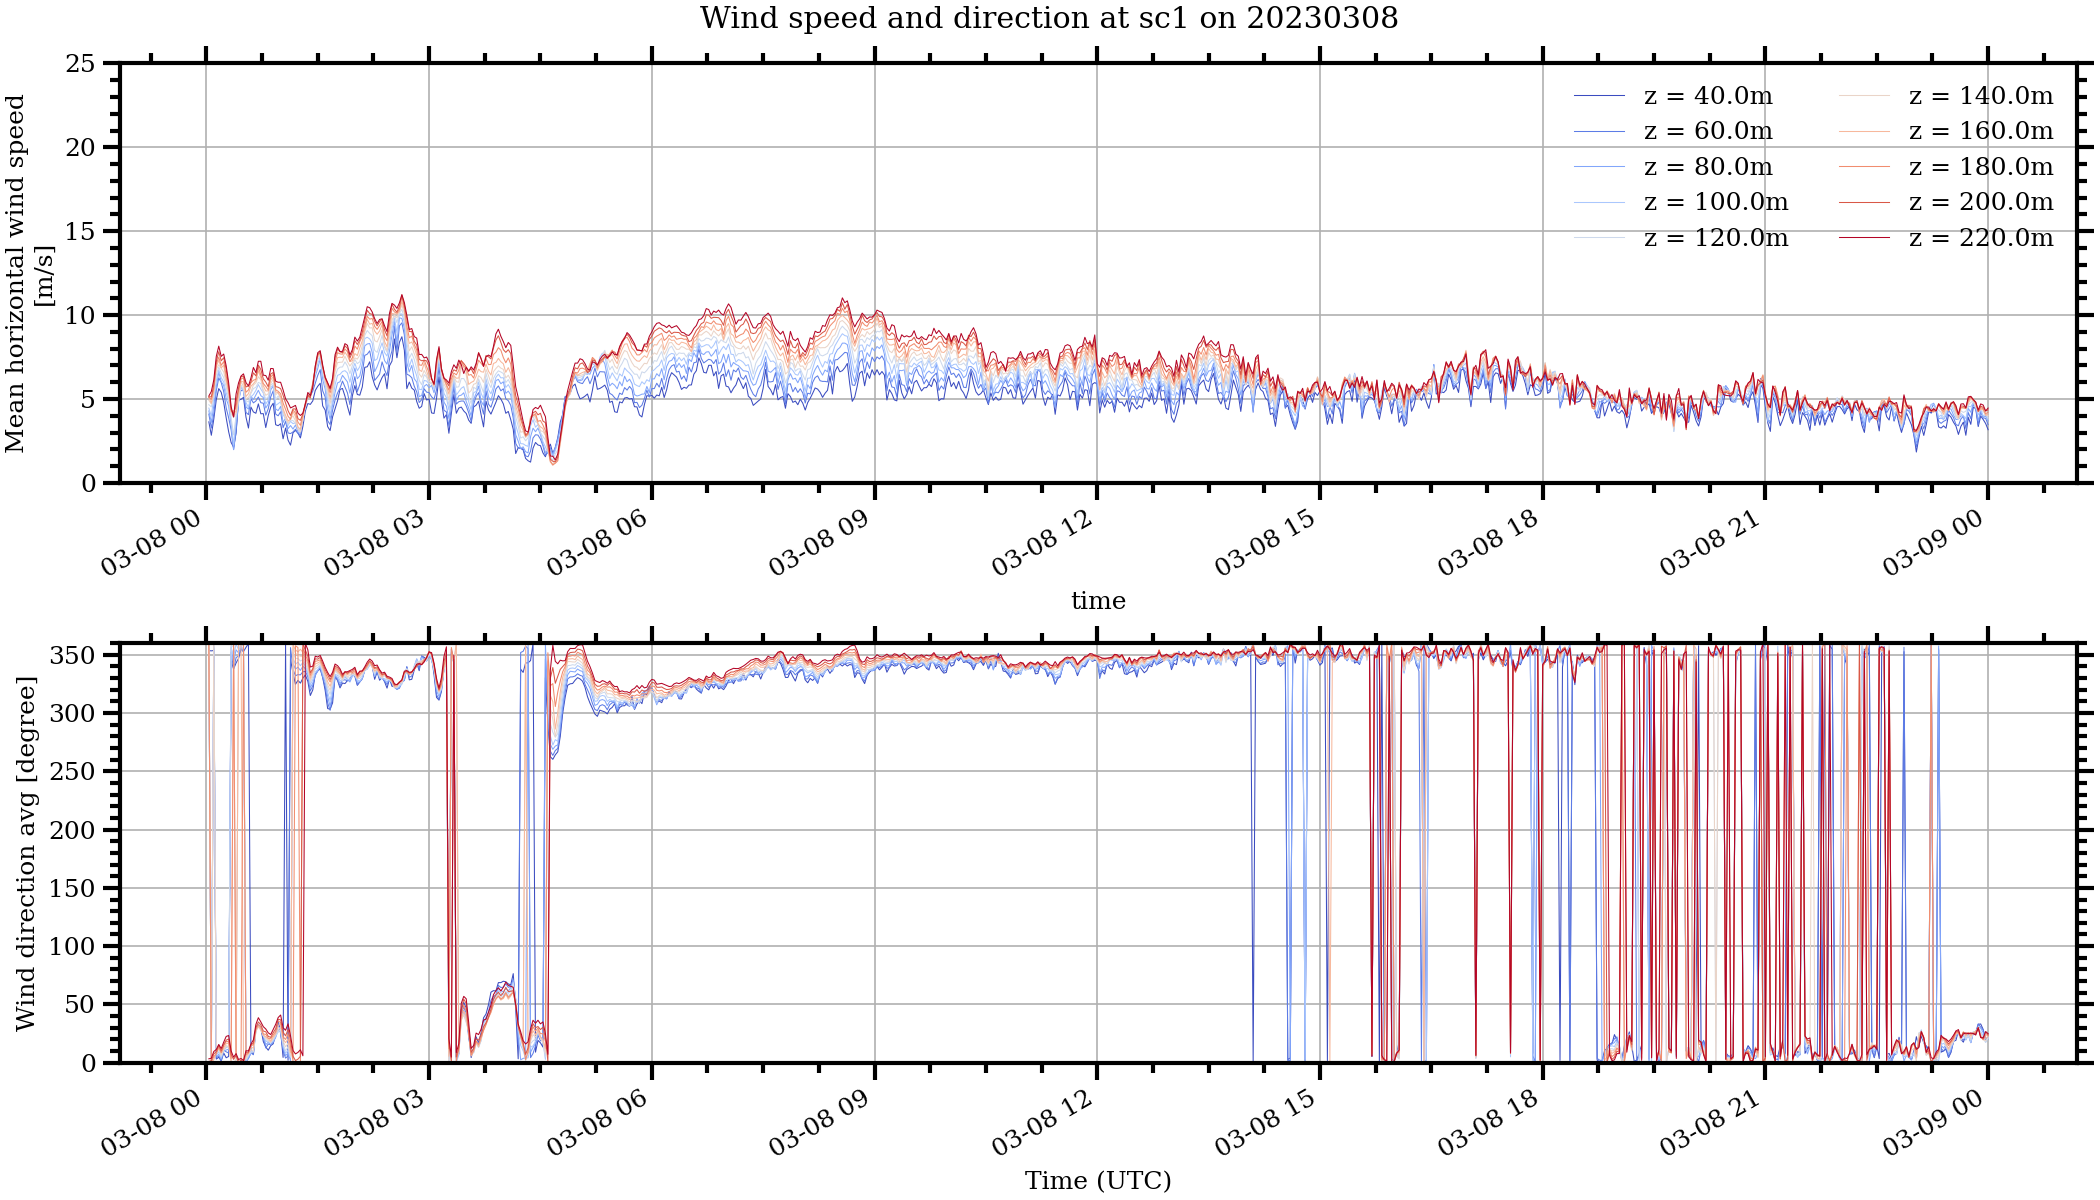 Wind speed and direction at sc1 on 20230308
Mean horizontal wind speed
[m/s]
25
20
15
10
5
0
z = 40.0m
z = 60.0m
z = 80.0m
z = 100.0m
z = 120.0m
z = 140.0m
z = 160.0m
z = 180.0m
z = 200.0m
z = 220.0m
03-08 00
03-08 03
03-08 06
03-08 09
03-08 12
03-08 15
03-08 18
03-08 21
03-09 00
time
Wind direction avg [degree]
350
300
250
200
150
100
50
0
03-08 00
03-08 03
03-08 06
03-08 09
03-08 12
03-08 15
03-08 18
03-08 21
03-09 00
Time (UTC)